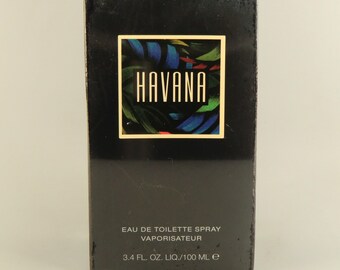 HAVANA
EAU DE TOILETTE SPRAY
VAPORISATEUR
3.4 FL. OZ. LIQ./100 ML ℮